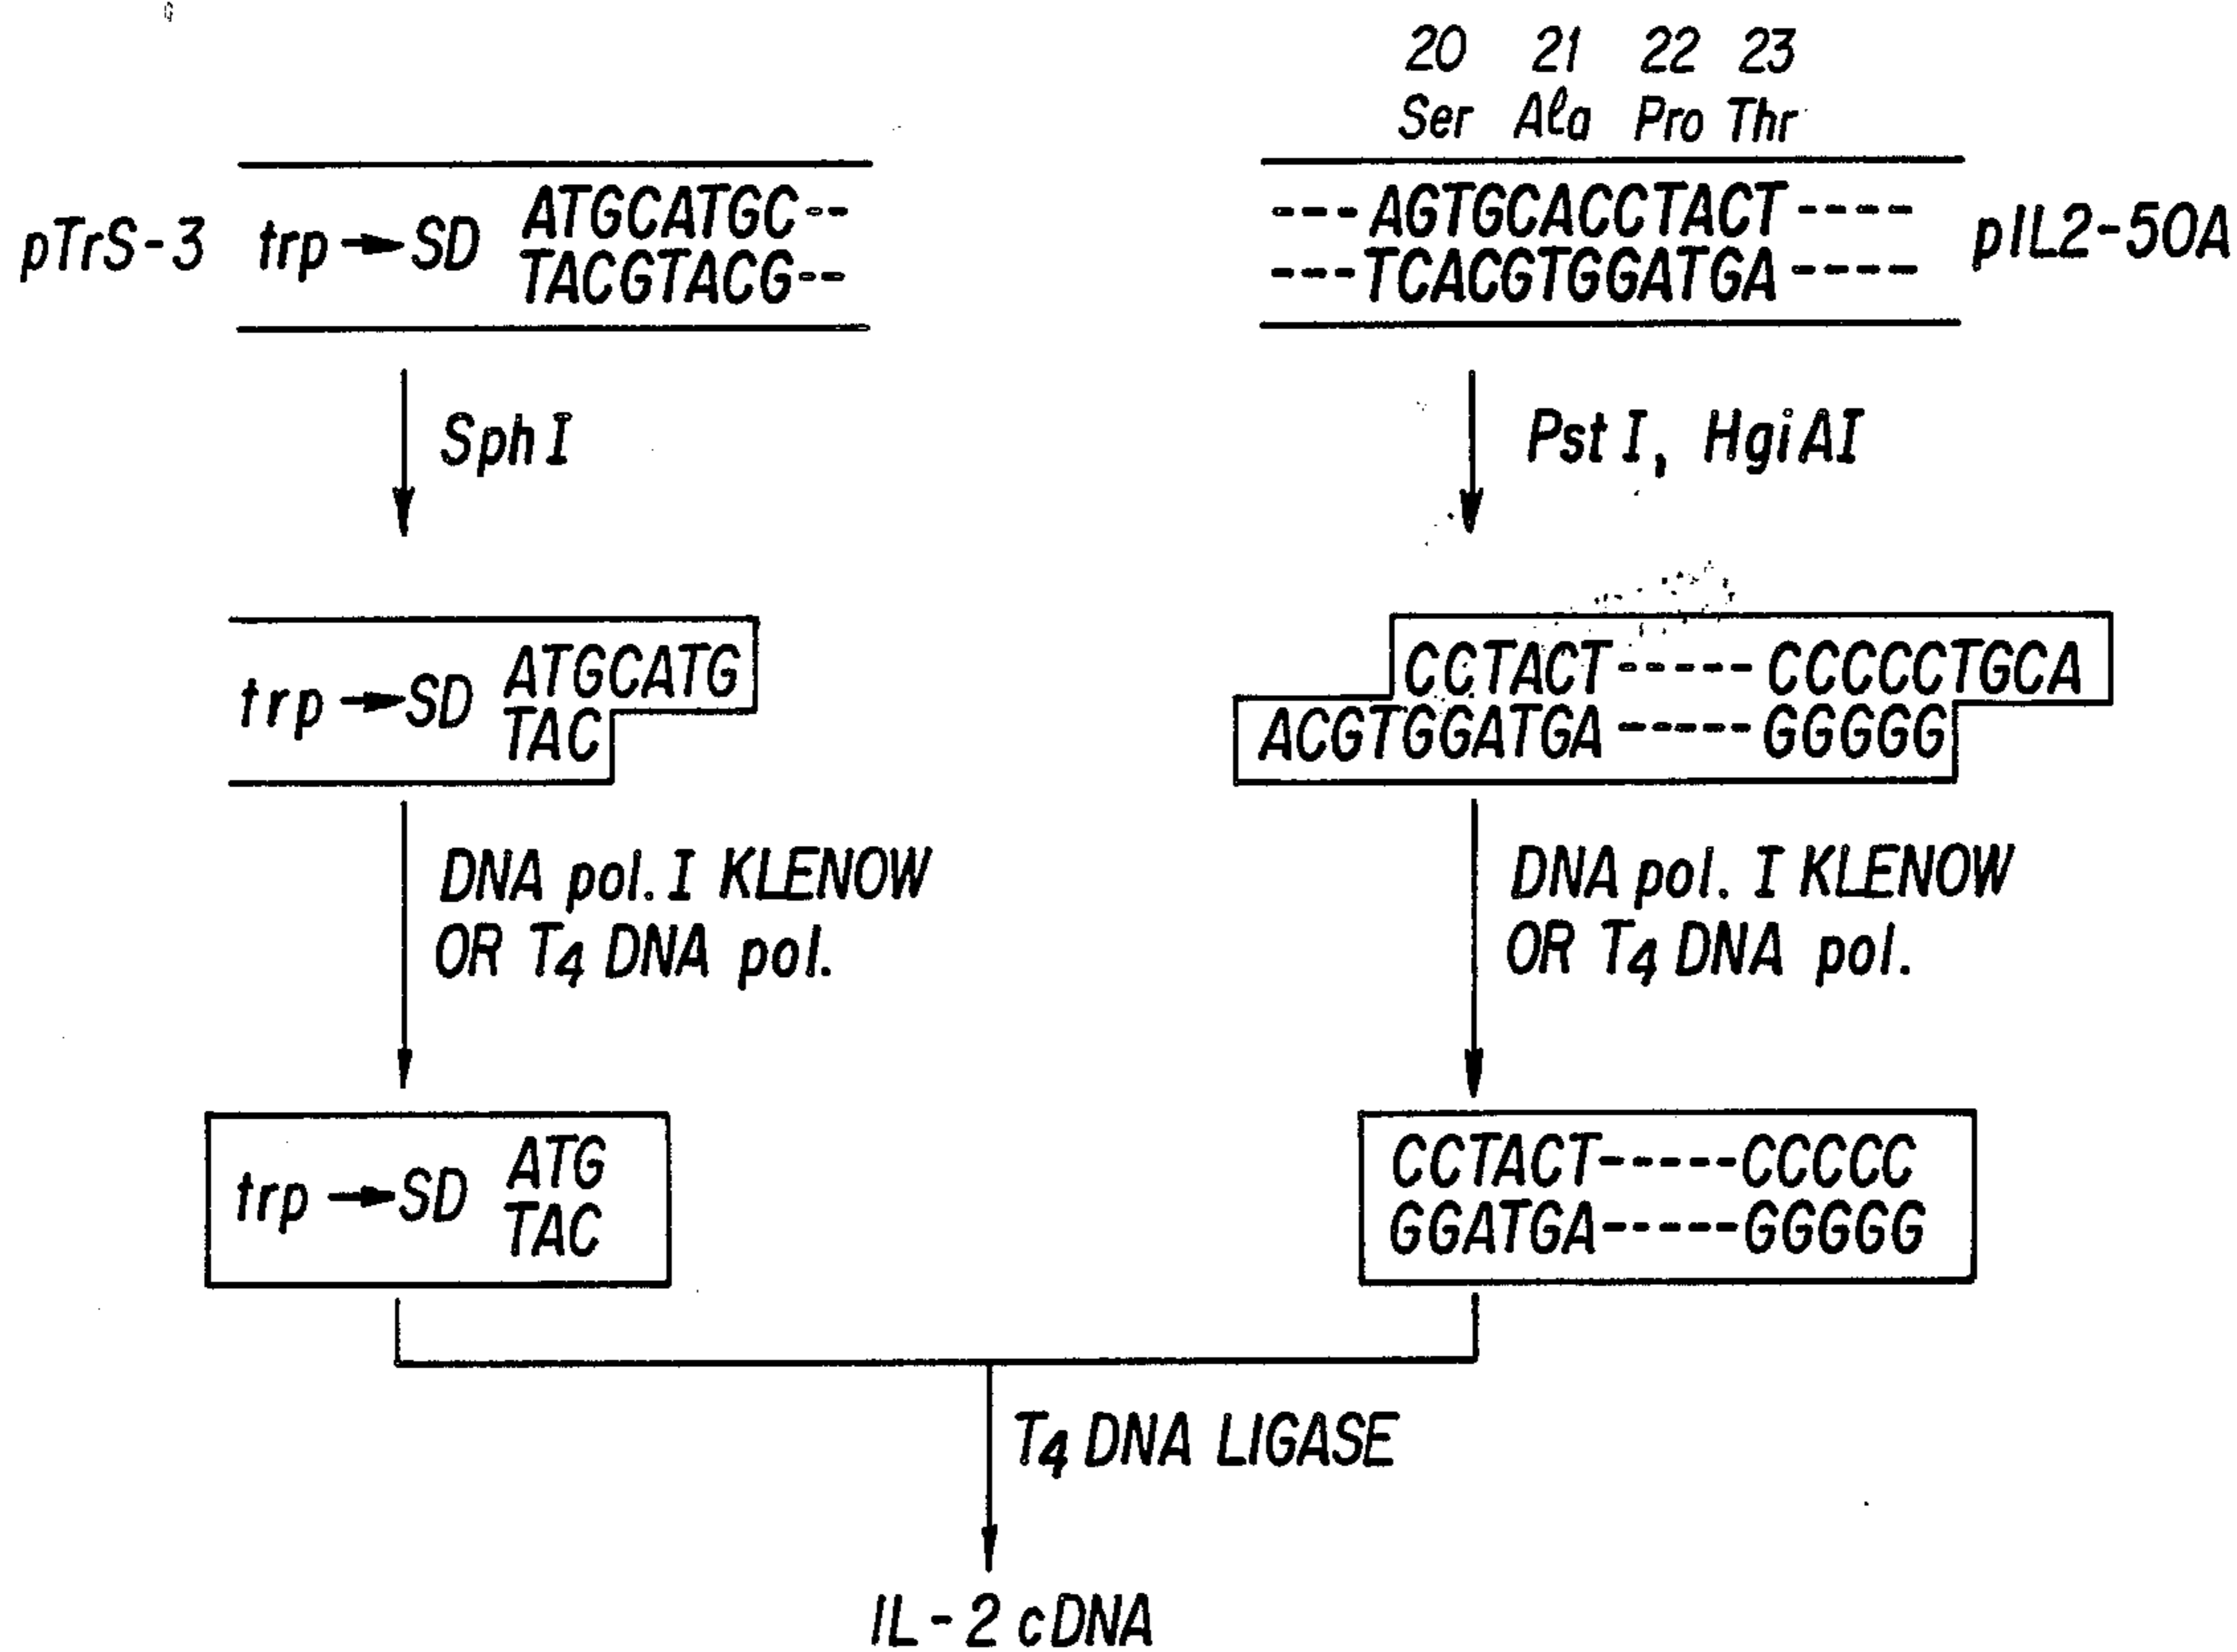 20 21 22 23
Ser Ala Pro Thr
pTrS-3 trp SD ATGCATGC--
TACGTACG--
---AGTGCACCTACT---- pIL2-50A
---TCACGTGGATGA----
SphI
PstI, HgiAI
trp SD ATGCATG
TAC
CCTACT-----CCCCCTGCA
ACGTGGATGA-----GGGGG
DNA pol. I KLENOW
OR T4 DNA pol.
DNA pol. I KLENOW
OR T4 DNA pol.
trp SD ATG
TAC
CCTACT-----CCCCC
GGATGA-----GGGGG
T4 DNA LIGASE
IL-2 cDNA